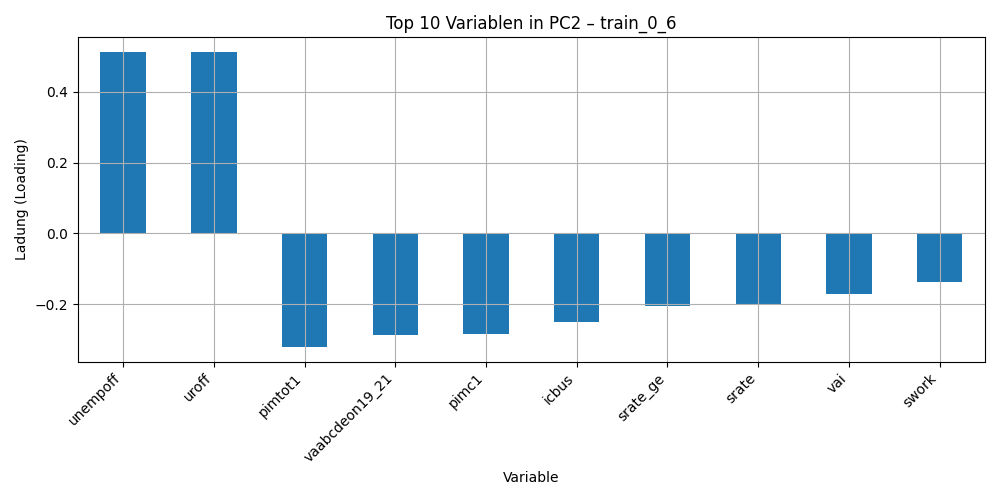 Top 10 Variablen in PC2 – train_0_6
Ladung (Loading)
0.4
0.2
0.0
−0.2
unempoff
uroff
pimtot1
vaabcdeon19_21
pimc1
icbus
srate_ge
srate
vai
swork
Variable